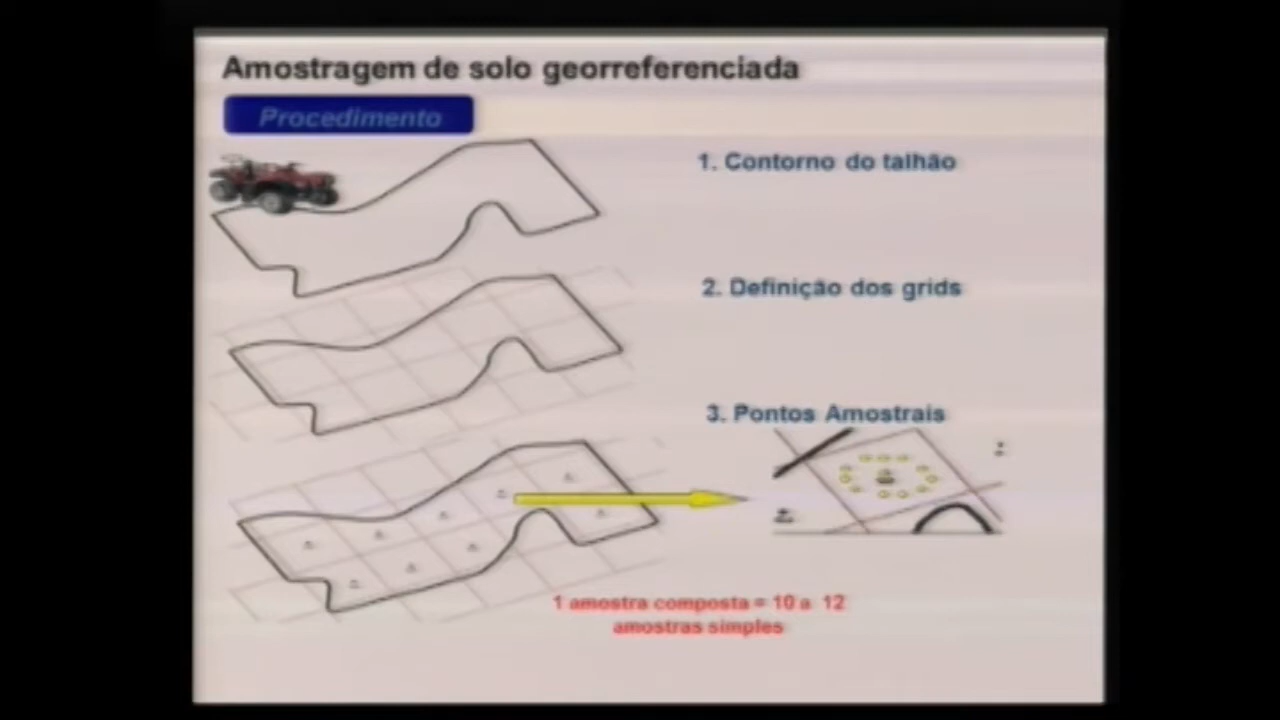 Amostragem de solo georreferenciada
Procedimento
1. Contorno do talhão
2. Definição dos grids
3. Pontos Amostrais
1 amostra composta = 10 a 12
amostras simples